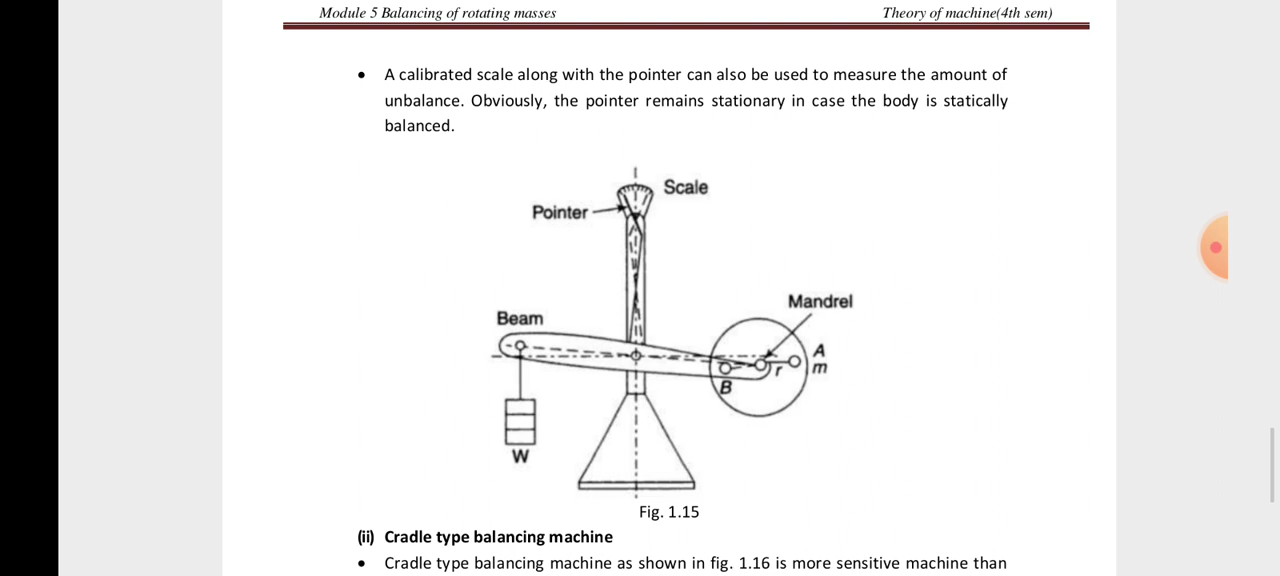 Module 5 Balancing of rotating masses Theory of machine(4th sem)
• A calibrated scale along with the pointer can also be used to measure the amount of
unbalance. Obviously, the pointer remains stationary in case the body is statically
balanced.
Scale
Pointer
Mandrel
Beam
A
r
m
B
W
Fig. 1.15
(ii) Cradle type balancing machine
• Cradle type balancing machine as shown in fig. 1.16 is more sensitive machine than